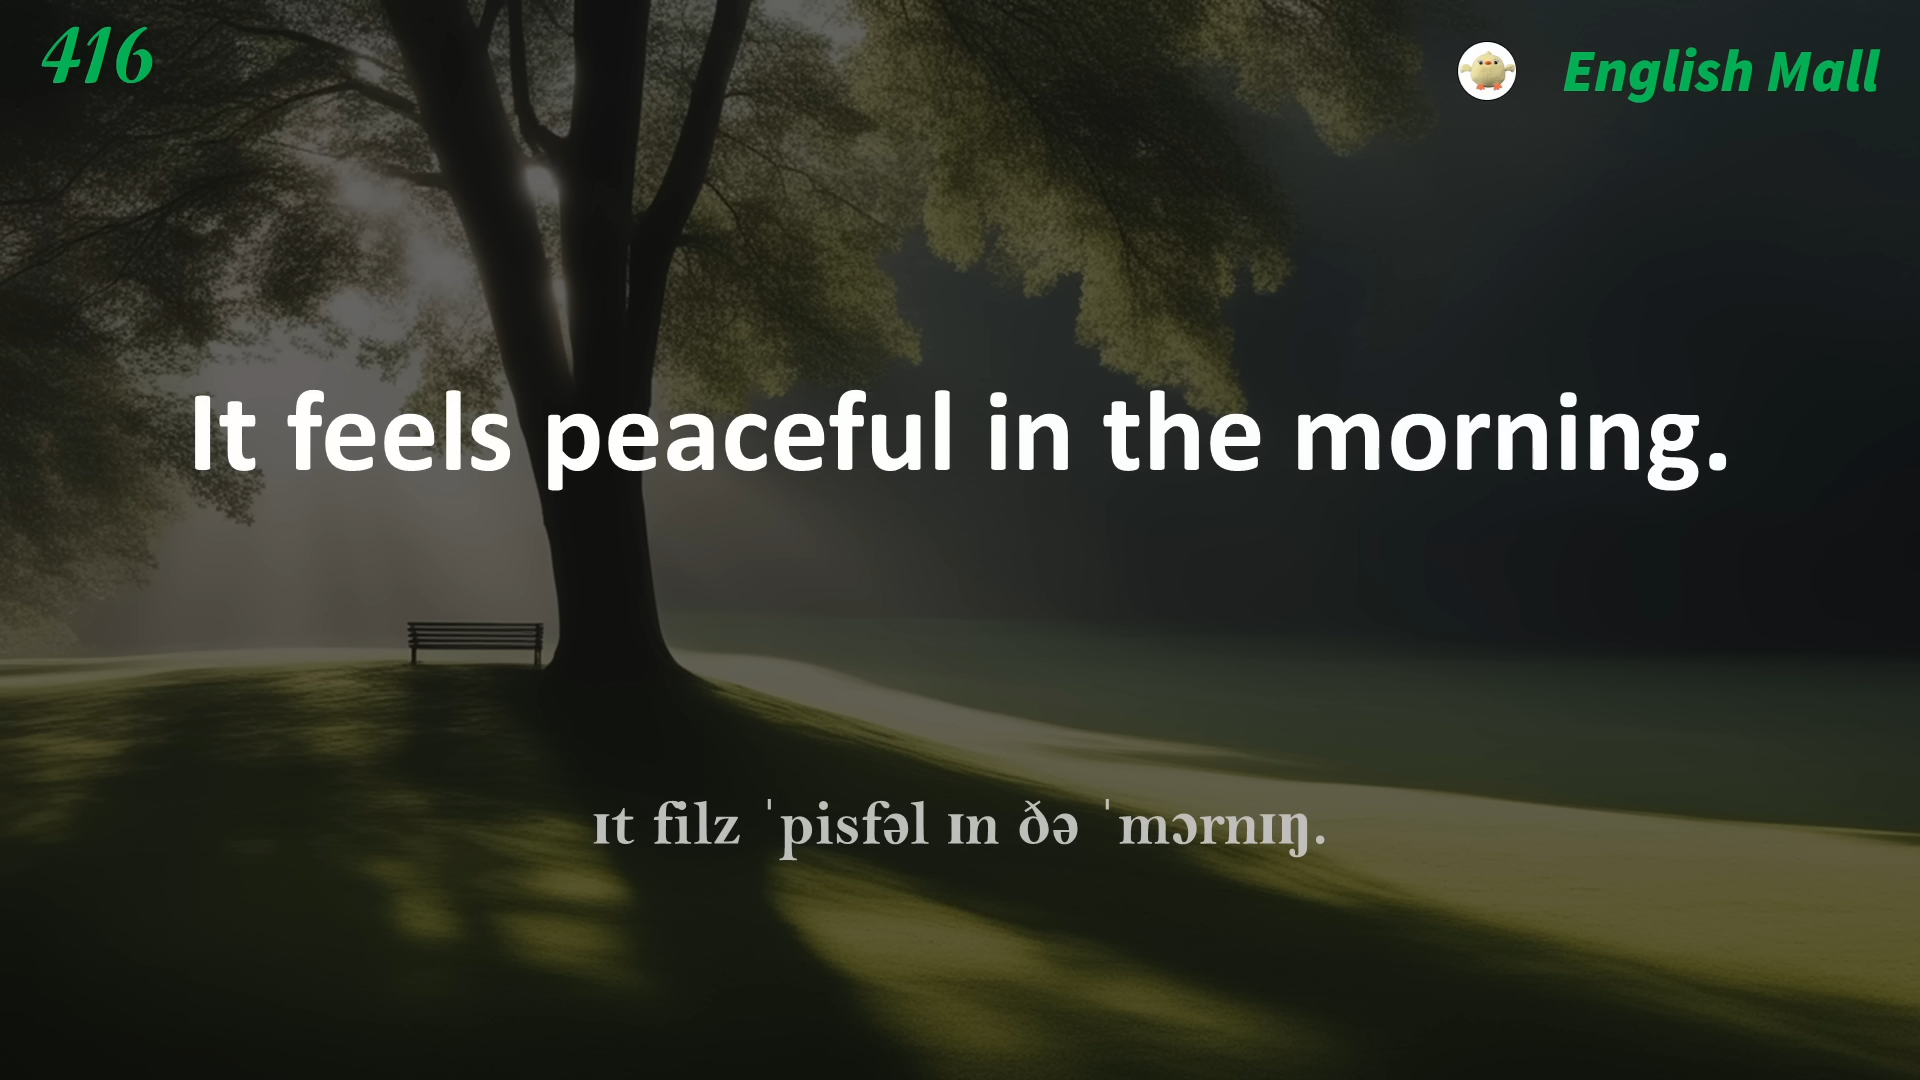 416
English Mall
It feels peaceful in the morning.
ɪt filz ˈpisfəl ɪn ðə ˈmɔrnɪŋ.